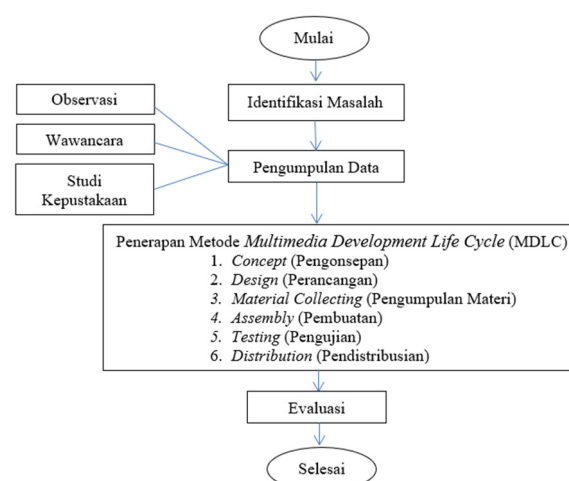 Mulai
Observasi
Identifikasi Masalah
Wawancara
Pengumpulan Data
Studi
Kepustakaan
Penerapan Metode Multimedia Development Life Cycle (MDLC)
1. Concept (Pengonsepan)
2. Design (Perancangan)
3. Material Collecting (Pengumpulan Materi)
4. Assembly (Pembuatan)
5. Testing (Pengujian)
6. Distribution (Pendistribusian)
Evaluasi
Selesai